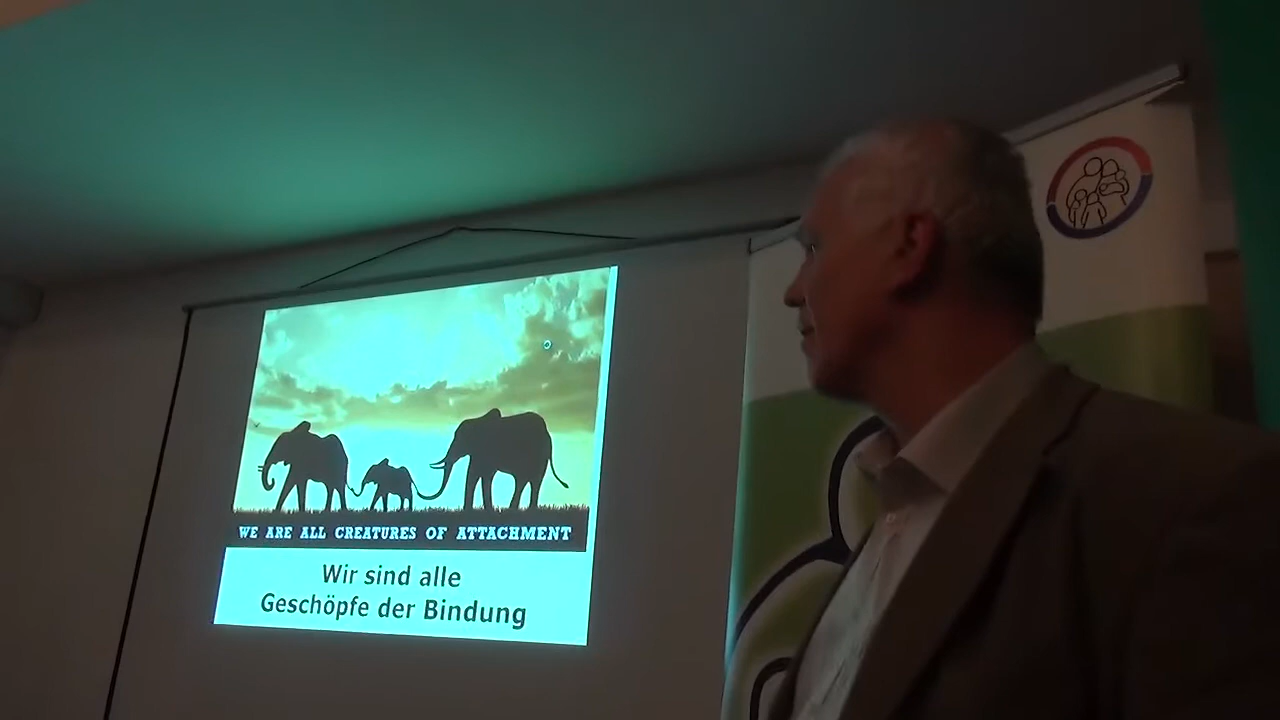 WE ARE ALL CREATURES OF ATTACHMENT
Wir sind alle
Geschöpfe der Bindung